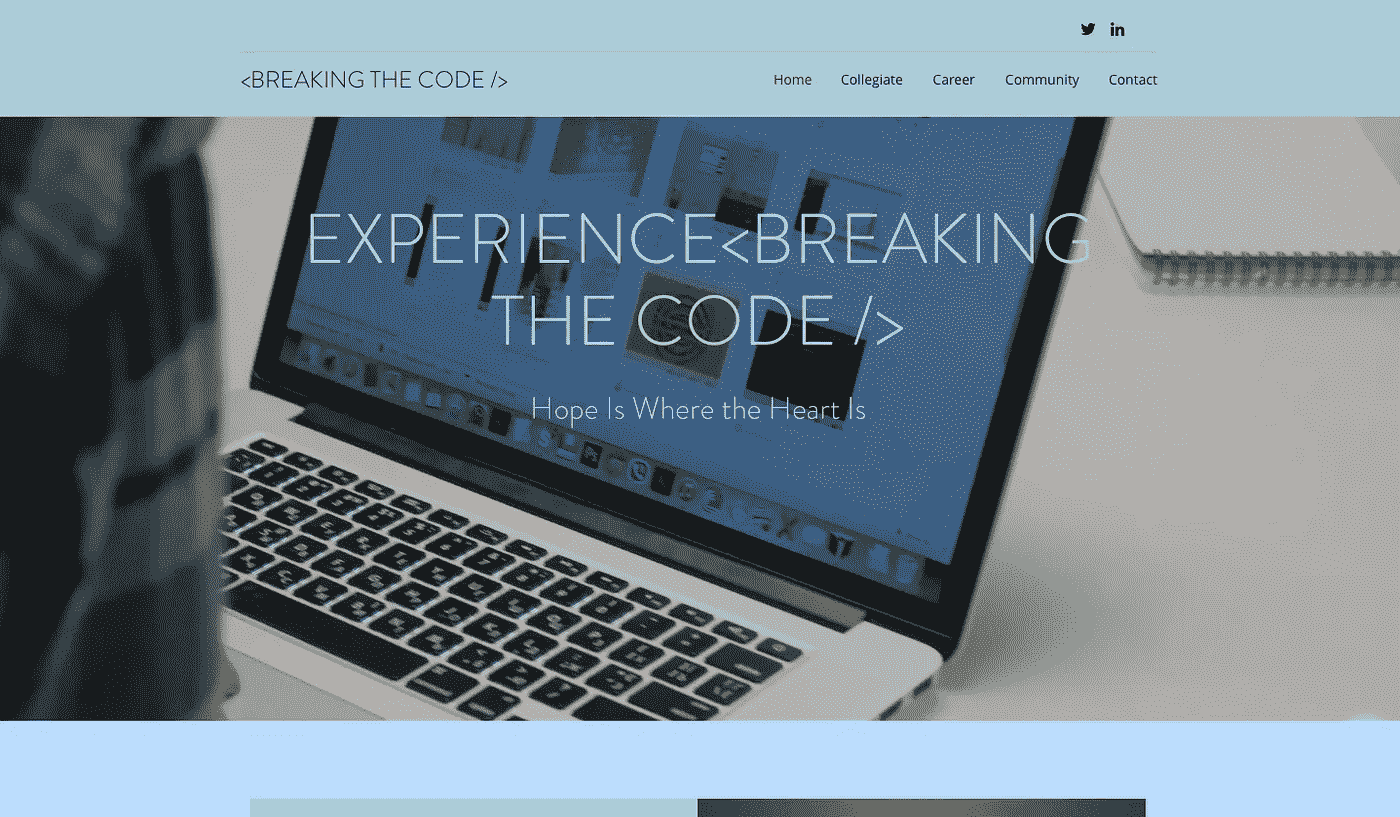 <BREAKING THE CODE />
Home Collegiate Career Community Contact
EXPERIENCE<BREAKING
THE CODE />
Hope Is Where the Heart Is